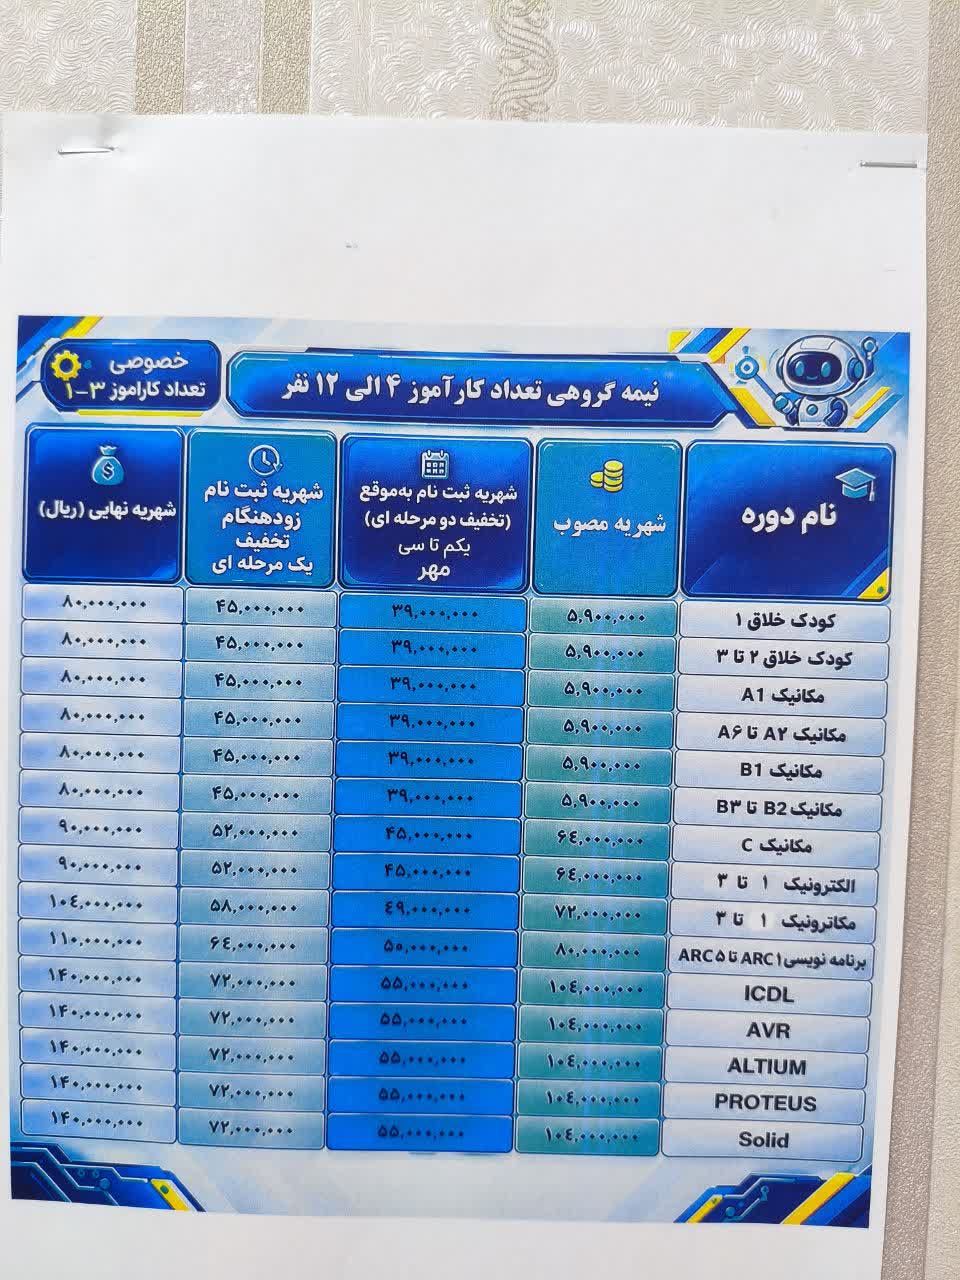 خصوصی
تعداد کارآموز ۳-۱
نیمه گروهی تعداد کارآموز ۴ الی ۱۲ نفر
نام دوره
شهریه مصوب
شهریه ثبت نام به‌موقع
(تخفیف دو مرحله ای)
یکم تا سی
مهر
شهریه ثبت نام
زودهنگام
تخفیف
یک مرحله ای
شهریه نهایی (ریال)
کودک خلاق ۱ ۵,۹۰۰,۰۰۰ ۳۹,۰۰۰,۰۰۰ ۴۵,۰۰۰,۰۰۰ ۸۰,۰۰۰,۰۰۰
کودک خلاق ۲ تا ۳ ۵,۹۰۰,۰۰۰ ۳۹,۰۰۰,۰۰۰ ۴۵,۰۰۰,۰۰۰ ۸۰,۰۰۰,۰۰۰
مکانیک A1 ۵,۹۰۰,۰۰۰ ۳۹,۰۰۰,۰۰۰ ۴۵,۰۰۰,۰۰۰ ۸۰,۰۰۰,۰۰۰
مکانیک A۲ تا A۶ ۵,۹۰۰,۰۰۰ ۳۹,۰۰۰,۰۰۰ ۴۵,۰۰۰,۰۰۰ ۸۰,۰۰۰,۰۰۰
مکانیک B1 ۵,۹۰۰,۰۰۰ ۳۹,۰۰۰,۰۰۰ ۴۵,۰۰۰,۰۰۰ ۸۰,۰۰۰,۰۰۰
مکانیک B2 تا B۳ ۵,۹۰۰,۰۰۰ ۳۹,۰۰۰,۰۰۰ ۴۵,۰۰۰,۰۰۰ ۸۰,۰۰۰,۰۰۰
مکانیک C ۶٤,۰۰۰,۰۰۰ ۴۵,۰۰۰,۰۰۰ ۵۲,۰۰۰,۰۰۰ ۹۰,۰۰۰,۰۰۰
الکترونیک ۱ تا ۳ ۶٤,۰۰۰,۰۰۰ ۴۵,۰۰۰,۰۰۰ ۵۲,۰۰۰,۰۰۰ ۹۰,۰۰۰,۰۰۰
مکاترونیک ۱ تا ۳ ۷۲,۰۰۰,۰۰۰ ٤۹,۰۰۰,۰۰۰ ۵۸,۰۰۰,۰۰۰ ۱۰٤,۰۰۰,۰۰۰
برنامه نویسی ARC۱ تا ARC۵ ۸۰,۰۰۰,۰۰۰ ۵۰,۰۰۰,۰۰۰ ۶٤,۰۰۰,۰۰۰ ۱۱۰,۰۰۰,۰۰۰
ICDL ۱۰٤,۰۰۰,۰۰۰ ۵۵,۰۰۰,۰۰۰ ۷۲,۰۰۰,۰۰۰ ۱۴۰,۰۰۰,۰۰۰
AVR ۱۰٤,۰۰۰,۰۰۰ ۵۵,۰۰۰,۰۰۰ ۷۲,۰۰۰,۰۰۰ ۱۴۰,۰۰۰,۰۰۰
ALTIUM ۱۰٤,۰۰۰,۰۰۰ ۵۵,۰۰۰,۰۰۰ ۷۲,۰۰۰,۰۰۰ ۱۴۰,۰۰۰,۰۰۰
PROTEUS ۱۰٤,۰۰۰,۰۰۰ ۵۵,۰۰۰,۰۰۰ ۷۲,۰۰۰,۰۰۰ ۱۴۰,۰۰۰,۰۰۰
Solid ۱۰٤,۰۰۰,۰۰۰ ۵۵,۰۰۰,۰۰۰ ۷۲,۰۰۰,۰۰۰ ۱۴۰,۰۰۰,۰۰۰